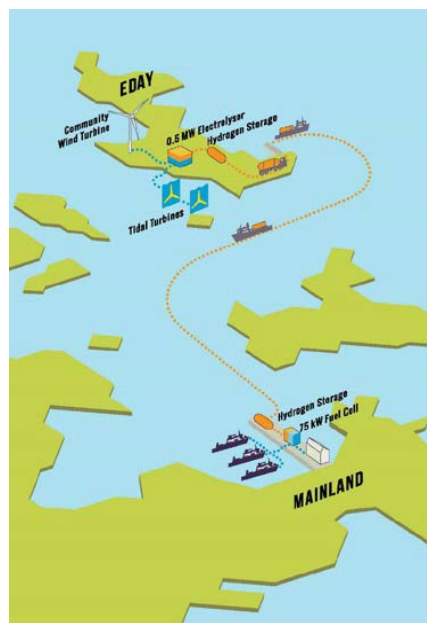 EDAY
Community
Wind Turbine
0.5 MW Electrolyser
Hydrogen Storage
Tidal Turbines
Hydrogen Storage
75 kW Fuel Cell
MAINLAND